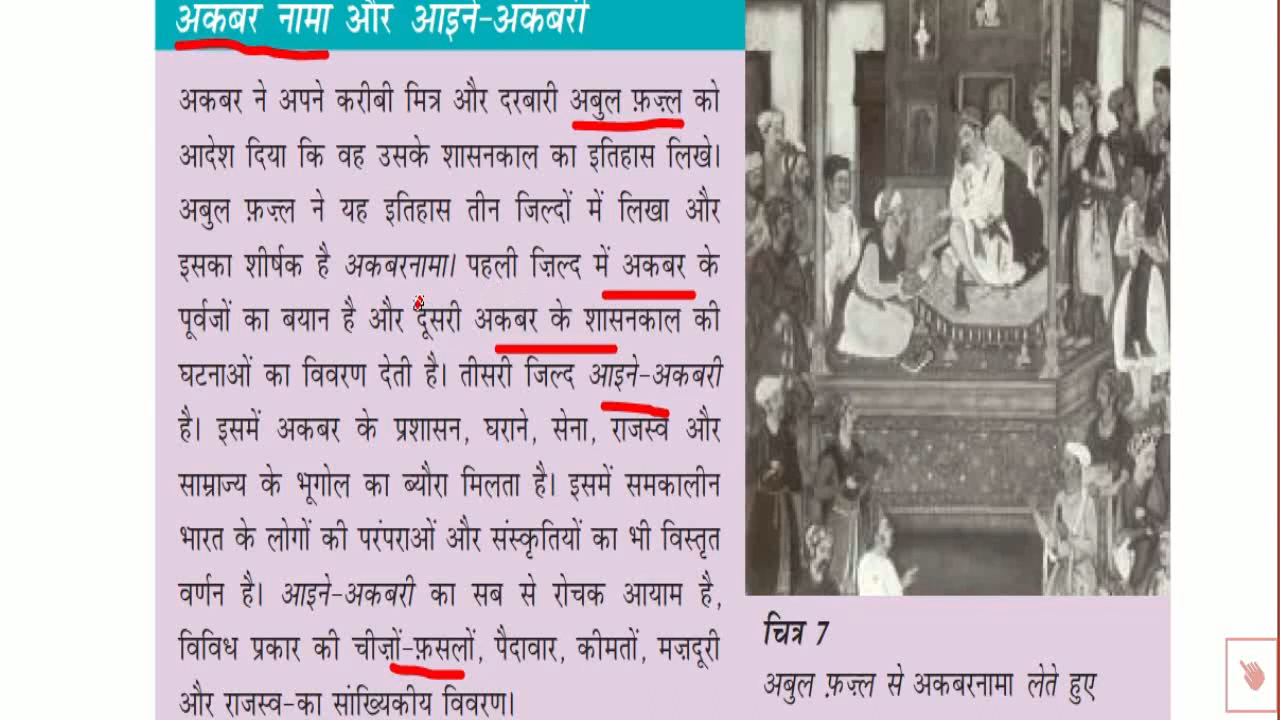 अकबर नामा और आइने-अकबरी
अकबर ने अपने करीबी मित्र और दरबारी अबुल फ़ज़्ल को
आदेश दिया कि वह उसके शासनकाल का इतिहास लिखे।
अबुल फ़ज़्ल ने यह इतिहास तीन जिल्दों में लिखा और
इसका शीर्षक है अकबरनामा। पहली ज़िल्द में अकबर के
पूर्वजों का बयान है और दूसरी अकबर के शासनकाल की
घटनाओं का विवरण देती है। तीसरी जिल्द आइने-अकबरी
है। इसमें अकबर के प्रशासन, घराने, सेना, राजस्व और
साम्राज्य के भूगोल का ब्यौरा मिलता है। इसमें समकालीन
भारत के लोगों की परंपराओं और संस्कृतियों का भी विस्तृत
वर्णन है। आइने-अकबरी का सब से रोचक आयाम है,
विविध प्रकार की चीज़ों-फ़सलों, पैदावार, कीमतों, मज़दूरी
और राजस्व-का सांख्यिकीय विवरण।
चित्र 7
अबुल फ़ज़्ल से अकबरनामा लेते हुए